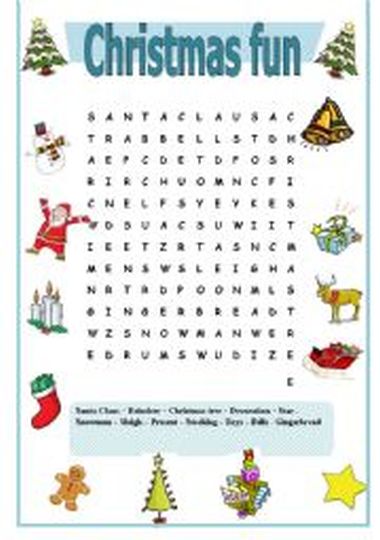 Christmas fun
S A N T A C L A U S A C
T R A B B E L L S T D H
A E P C D E T D P O S R
R I R C H U O M N C F I
C N E L F S Y E Y K E S
O D S U A C S U W I I T
I E E T Z R T A S N C M
M E N S W S L E I G H A
N R T R D P O O N M L S
G I N G E R B R E A D T
W Z S N O W M A N W E R
E D R U M S W U D I Z E
E
Santa Claus - Reindeer - Christmas tree - Decoration - Star -
Snowman - Sleigh - Present - Stocking - Toys - Bells - Gingerbread